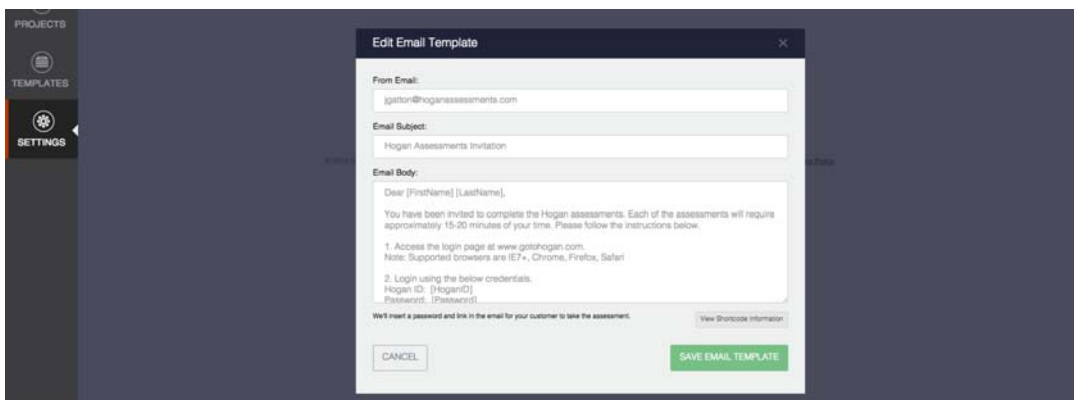 PROJECTS
TEMPLATES
SETTINGS
Edit Email Template
From Email:
jgatton@hoganassessments.com
Email Subject:
Hogan Assessments Invitation
Email Body:
Dear [FirstName] [LastName],
You have been invited to complete the Hogan assessments. Each of the assessments will require
approximately 15-20 minutes of your time. Please follow the instructions below.
1. Access the login page at www.gotohogan.com.
Note: Supported browsers are IE7+, Chrome, Firefox, Safari
2. Login using the below credentials.
Hogan ID: [HoganID]
Password: [Password]
We'll insert a password and link in the email for your customer to take the assessment.
View Shortcode Information
CANCEL
SAVE EMAIL TEMPLATE